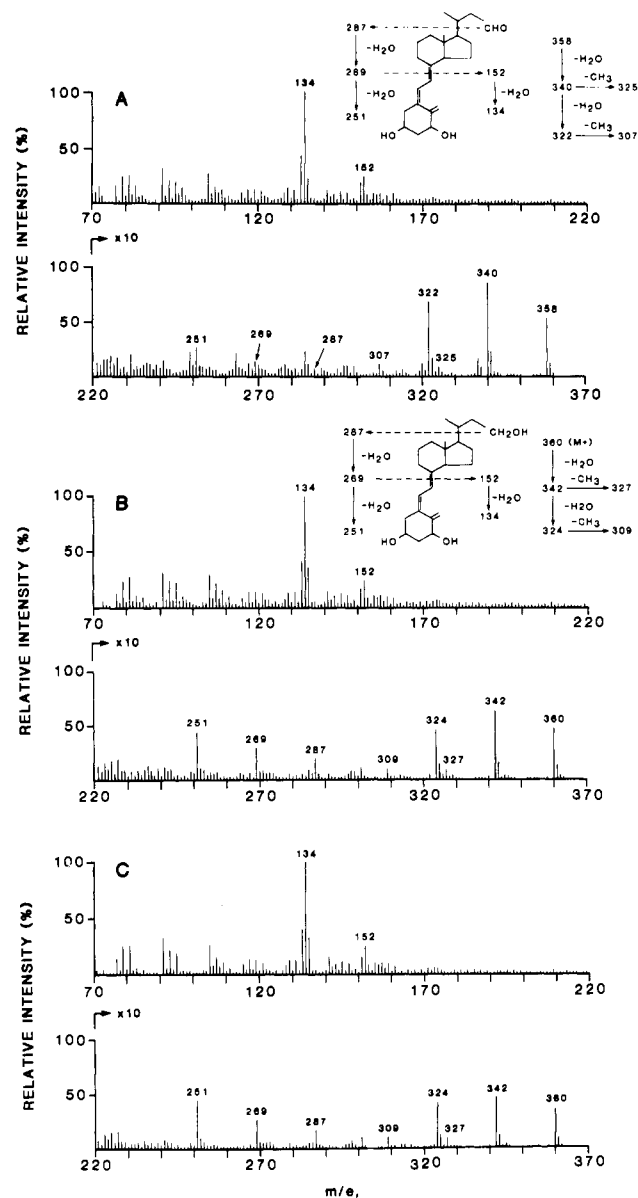 287 CHO
-H₂O 358
269 152 -H₂O
-CH₃
-H₂O -H₂O 340 325
251 134 -H₂O
-CH₃
HO OH 322 307
A
134
152
100
50
RELATIVE INTENSITY (%)
70 120 170 220
x10
100
50
251 269 287 307 322 325 340 358
220 270 320 370
287 CH₂OH 360 (M+)
-H₂O -H₂O
269 152 -CH₃
-H₂O -H₂O 342 327
251 134 -H₂O
-CH₃
HO OH 324 309
B
134
152
100
50
RELATIVE INTENSITY (%)
70 120 170 220
x10
100
50
251 269 287 309 324 327 342 360
220 270 320 370
C
134
152
100
50
RELATIVE INTENSITY (%)
70 120 170 220
x10
100
50
251 269 287 309 324 327 342 360
220 270 320 370
m/e,